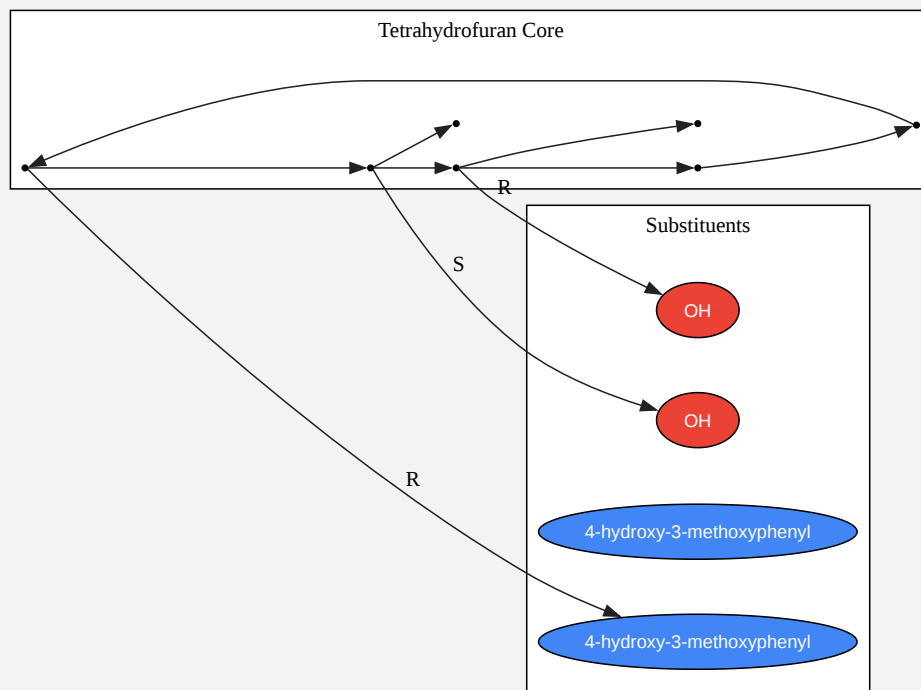 Tetrahydrofuran Core
R
Substituents
S
OH
OH
R
4-hydroxy-3-methoxyphenyl
4-hydroxy-3-methoxyphenyl